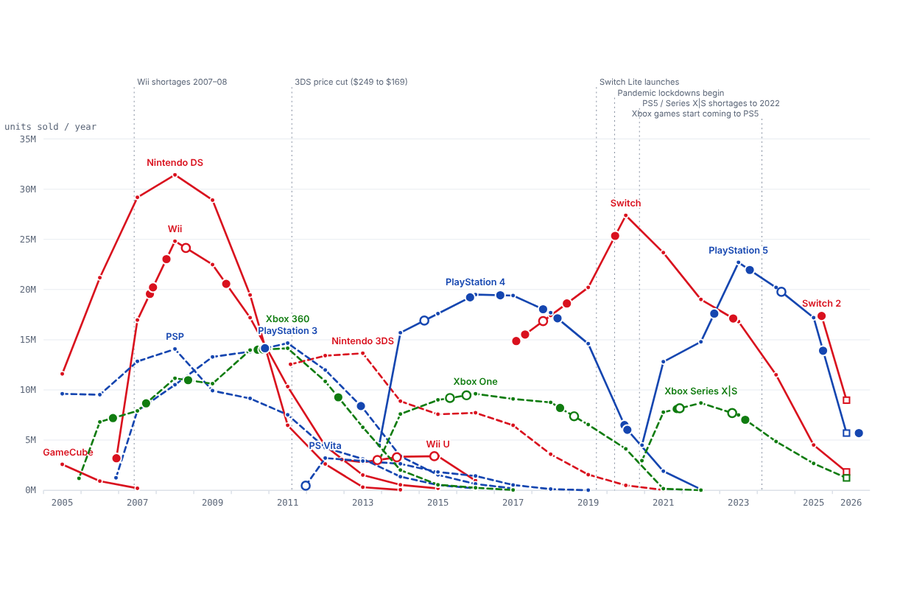 Wii shortages 2007–08
3DS price cut ($249 to $169)
Switch Lite launches
Pandemic lockdowns begin
PS5 / Series X|S shortages to 2022
Xbox games start coming to PS5
units sold / year
35M
30M
25M
20M
15M
10M
5M
0M
Nintendo DS
Wii
Switch
PlayStation 5
PlayStation 4
Switch 2
Xbox 360
PlayStation 3
PSP
Nintendo 3DS
Xbox One
Xbox Series X|S
GameCube
PS Vita
Wii U
2005
2007
2009
2011
2013
2015
2017
2019
2021
2023
2025
2026